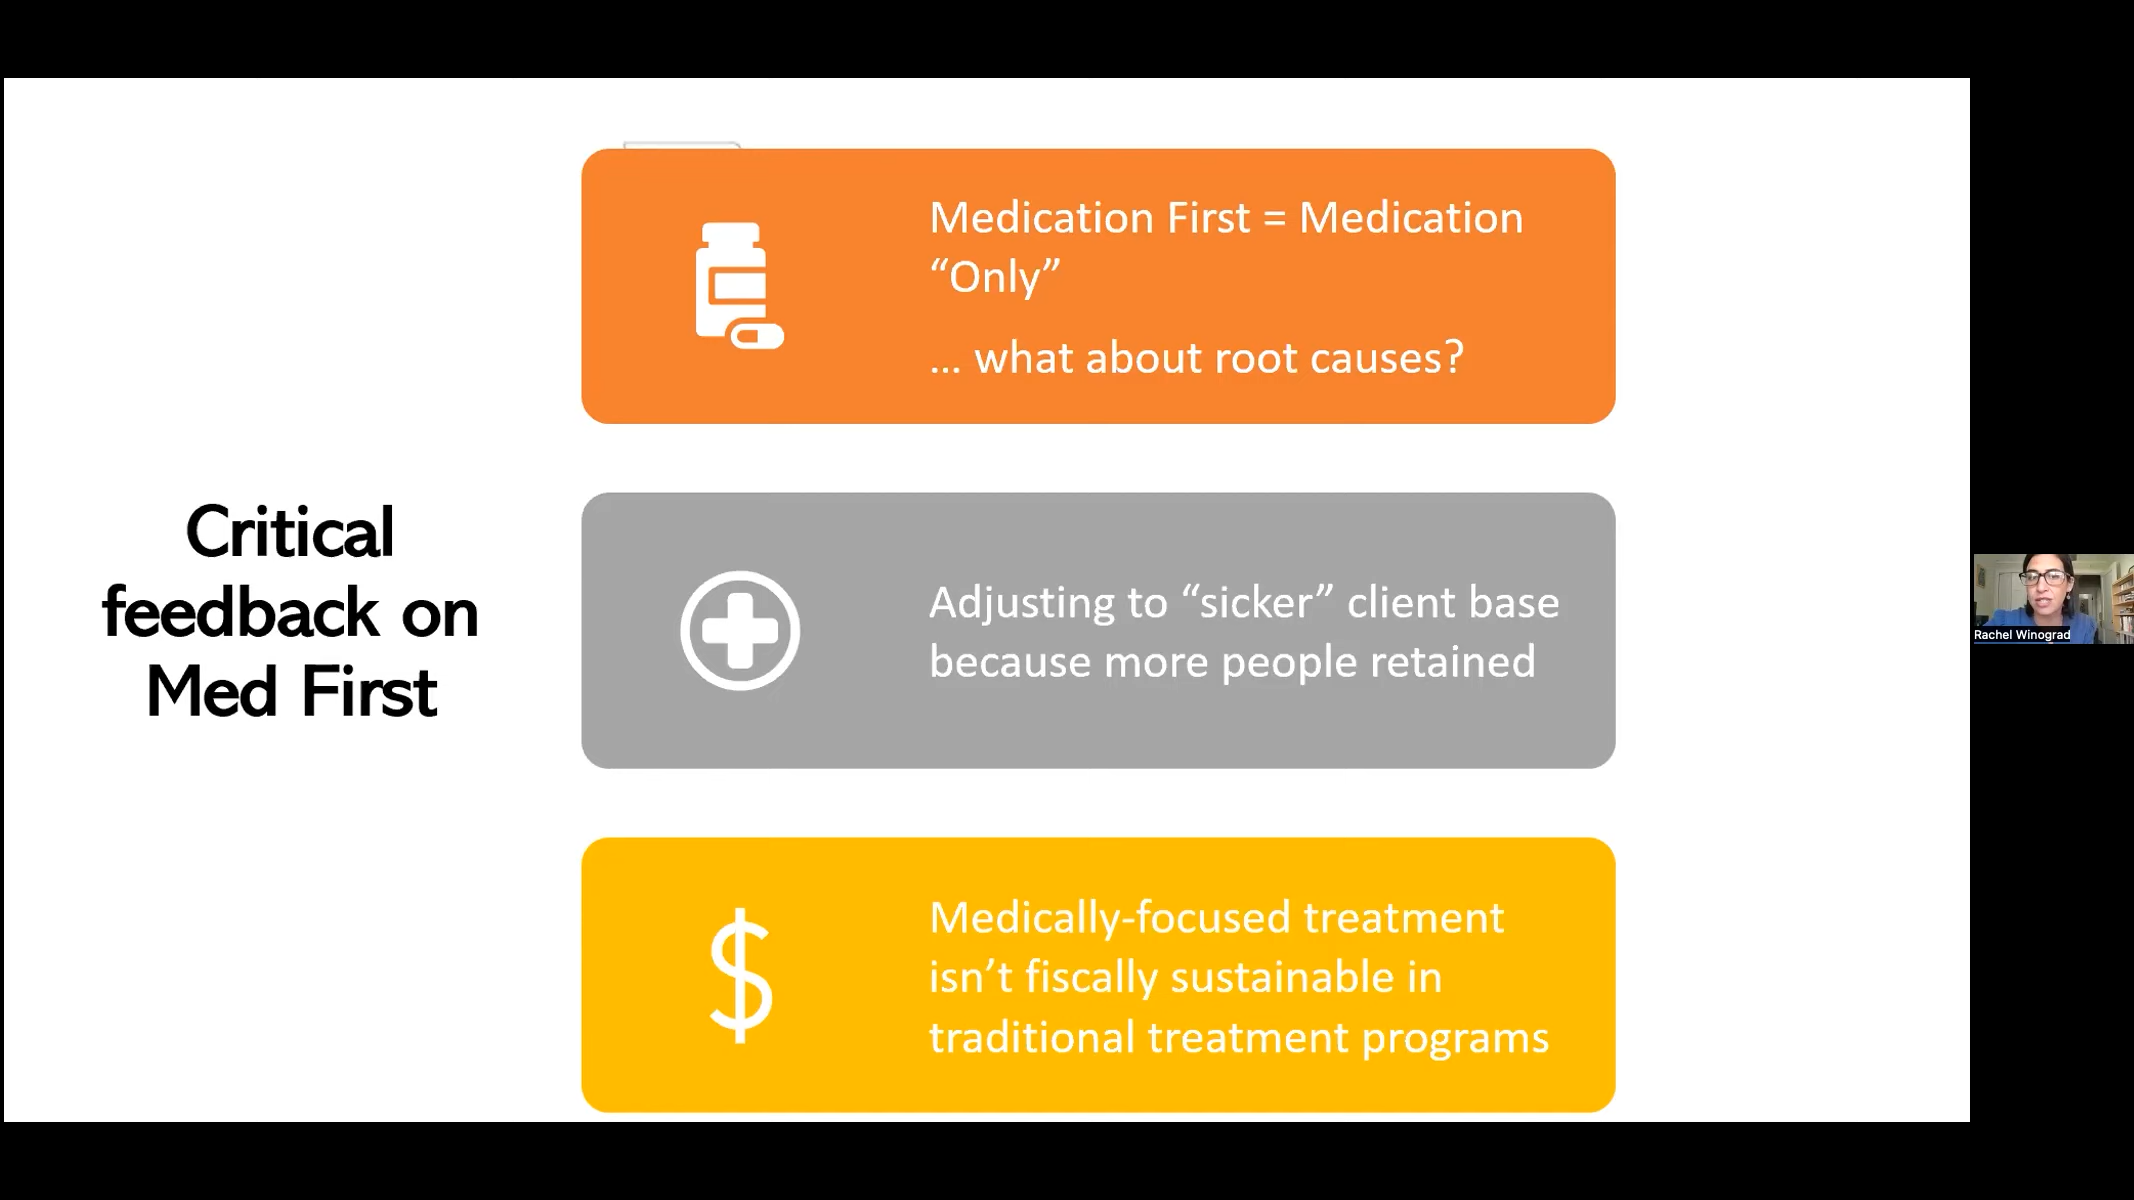 Critical
feedback on
Med First
Medication First = Medication
“Only”
... what about root causes?
Adjusting to “sicker” client base
because more people retained
$
Medically-focused treatment
isn’t fiscally sustainable in
traditional treatment programs
Rachel Winograd